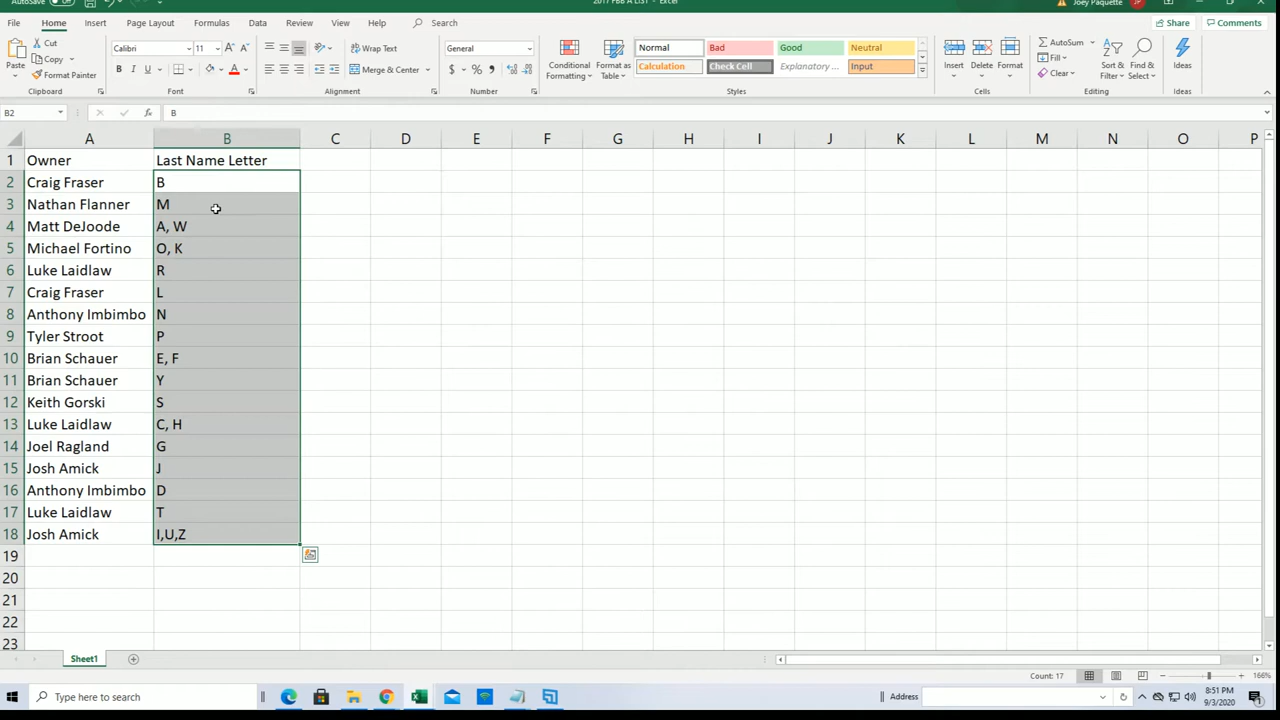 AutoSave Off 2017 FBB A LIST - Excel Joey Paquette
File Home Insert Page Layout Formulas Data Review View Help Search Share Comments
Paste Cut Copy Format Painter
Clipboard
Calibri 11
B I U
Font
Wrap Text
Merge & Center
Alignment
General
$ % ,
Number
Conditional Formatting Format as Table
Normal Bad Good Neutral
Calculation Check Cell Explanatory ... Input
Styles
Insert Delete Format
Cells
AutoSum
Fill
Clear
Sort & Filter Find & Select
Editing
Ideas
Ideas
B2 fx B
A B C D E F G H I J K L M N O P
1 Owner Last Name Letter
2 Craig Fraser B
3 Nathan Flanner M
4 Matt DeJoode A, W
5 Michael Fortino O, K
6 Luke Laidlaw R
7 Craig Fraser L
8 Anthony Imbimbo N
9 Tyler Stroot P
10 Brian Schauer E, F
11 Brian Schauer Y
12 Keith Gorski S
13 Luke Laidlaw C, H
14 Joel Ragland G
15 Josh Amick J
16 Anthony Imbimbo D
17 Luke Laidlaw T
18 Josh Amick I,U,Z
19
20
21
22
23
Sheet1
Count: 17 166%
Type here to search Address 8:51 PM
9/3/2020